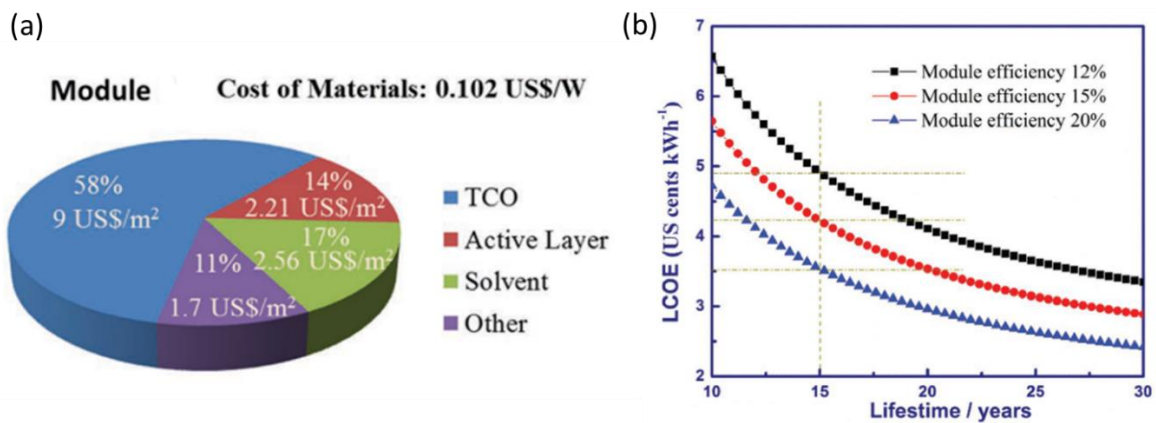 (a)
Module
Cost of Materials: 0.102 US$/W
58%
9 US$/m²
14%
2.21 US$/m²
17%
2.56 US$/m²
11%
1.7 US$/m²
TCO
Active Layer
Solvent
Other
(b)
LCOE (US cents kWh⁻¹)
7
6
5
4
3
2
Module efficiency 12%
Module efficiency 15%
Module efficiency 20%
10
15
20
25
30
Lifestime / years